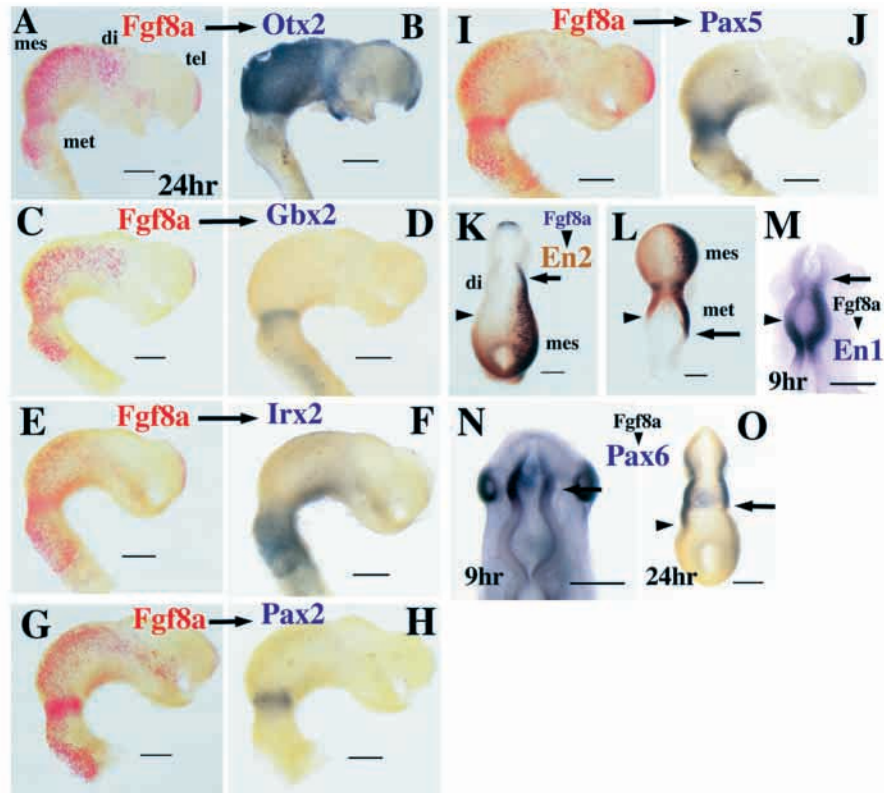 A Fgf8a → Otx2 B
mes di tel
met
24hr
C Fgf8a → Gbx2 D
E Fgf8a → Irx2 F
G Fgf8a → Pax2 H
I Fgf8a → Pax5 J
K Fgf8a
En2
di
mes
L
mes
met
M
Fgf8a
En1
9hr
N Fgf8a
Pax6
9hr
O
24hr